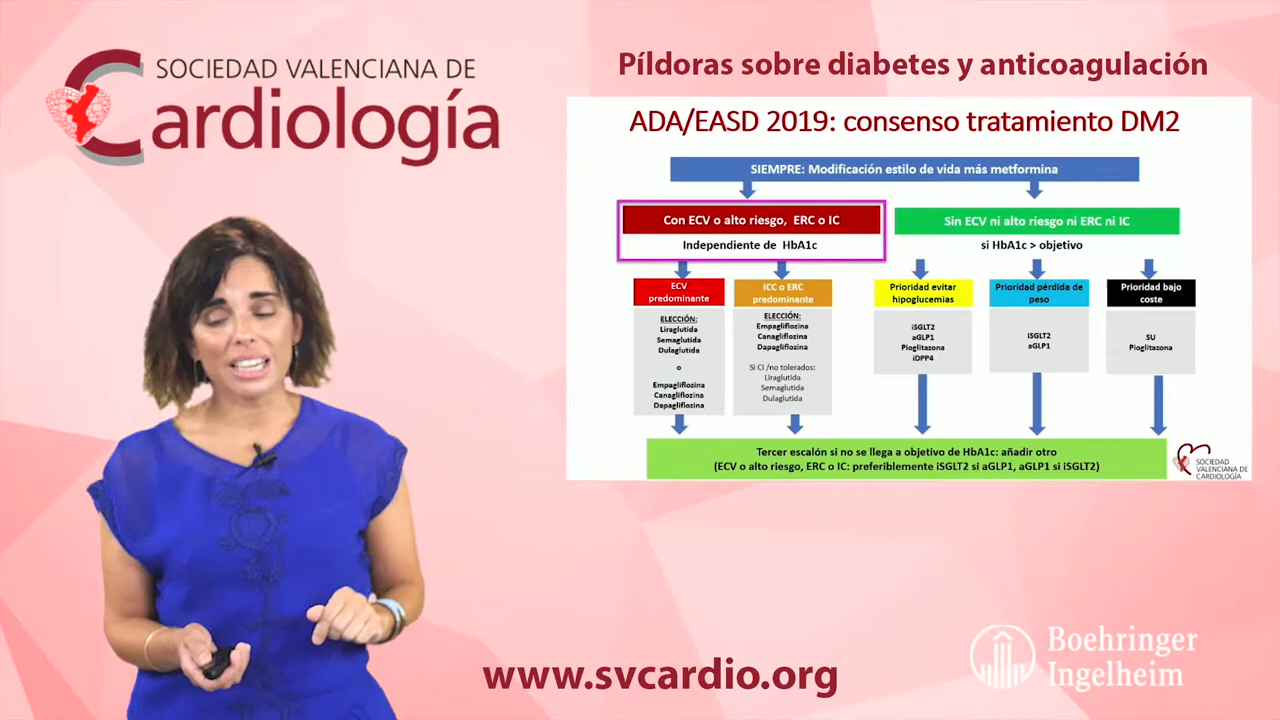 SOCIEDAD VALENCIANA DE
Cardiología
Píldoras sobre diabetes y anticoagulación
ADA/EASD 2019: consenso tratamiento DM2
SIEMPRE: Modificación estilo de vida más metformina
Con ECV o alto riesgo, ERC o IC
Independiente de HbA1c
Sin ECV ni alto riesgo ni ERC ni IC
si HbA1c > objetivo
ECV
predominante
ELECCIÓN:
Liraglutida
Semaglutida
Dulaglutida
o
Empagliflozina
Canagliflozina
Dapagliflozina
ICC o ERC
predominante
ELECCIÓN:
Empagliflozina
Canagliflozina
Dapagliflozina
Si CI /no tolerados:
Liraglutida
Semaglutida
Dulaglutida
Prioridad evitar
hipoglucemias
iSGLT2
aGLP1
Pioglitazona
iDPP4
Prioridad pérdida de
peso
iSGLT2
aGLP1
Prioridad bajo
coste
SU
Pioglitazona
Tercer escalón si no se llega a objetivo de HbA1c: añadir otro
(ECV o alto riesgo, ERC o IC: preferiblemente iSGLT2 si aGLP1, aGLP1 si iSGLT2)
SOCIEDAD
VALENCIANA DE
CARDIOLOGÍA
www.svcardio.org
Boehringer
Ingelheim